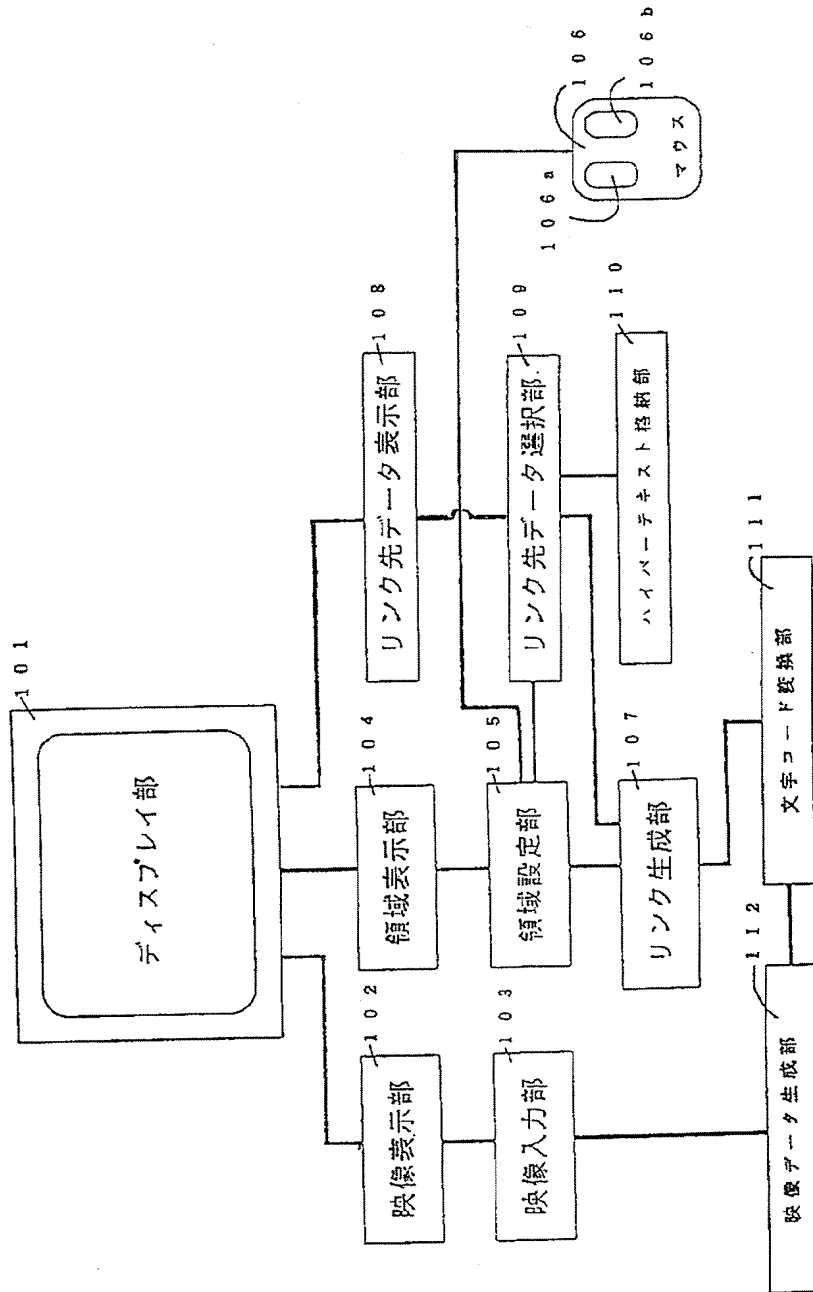 101
ディスプレイ部
102
映像表示部
104
領域表示部
108
リンク先データ表示部
103
映像入力部
105
領域設定部
109
リンク先データ選択部
106
106a
106b
マウス
107
リンク生成部
110
ハイパーテキスト格納部
112
映像データ生成部
111
文字コード変換部